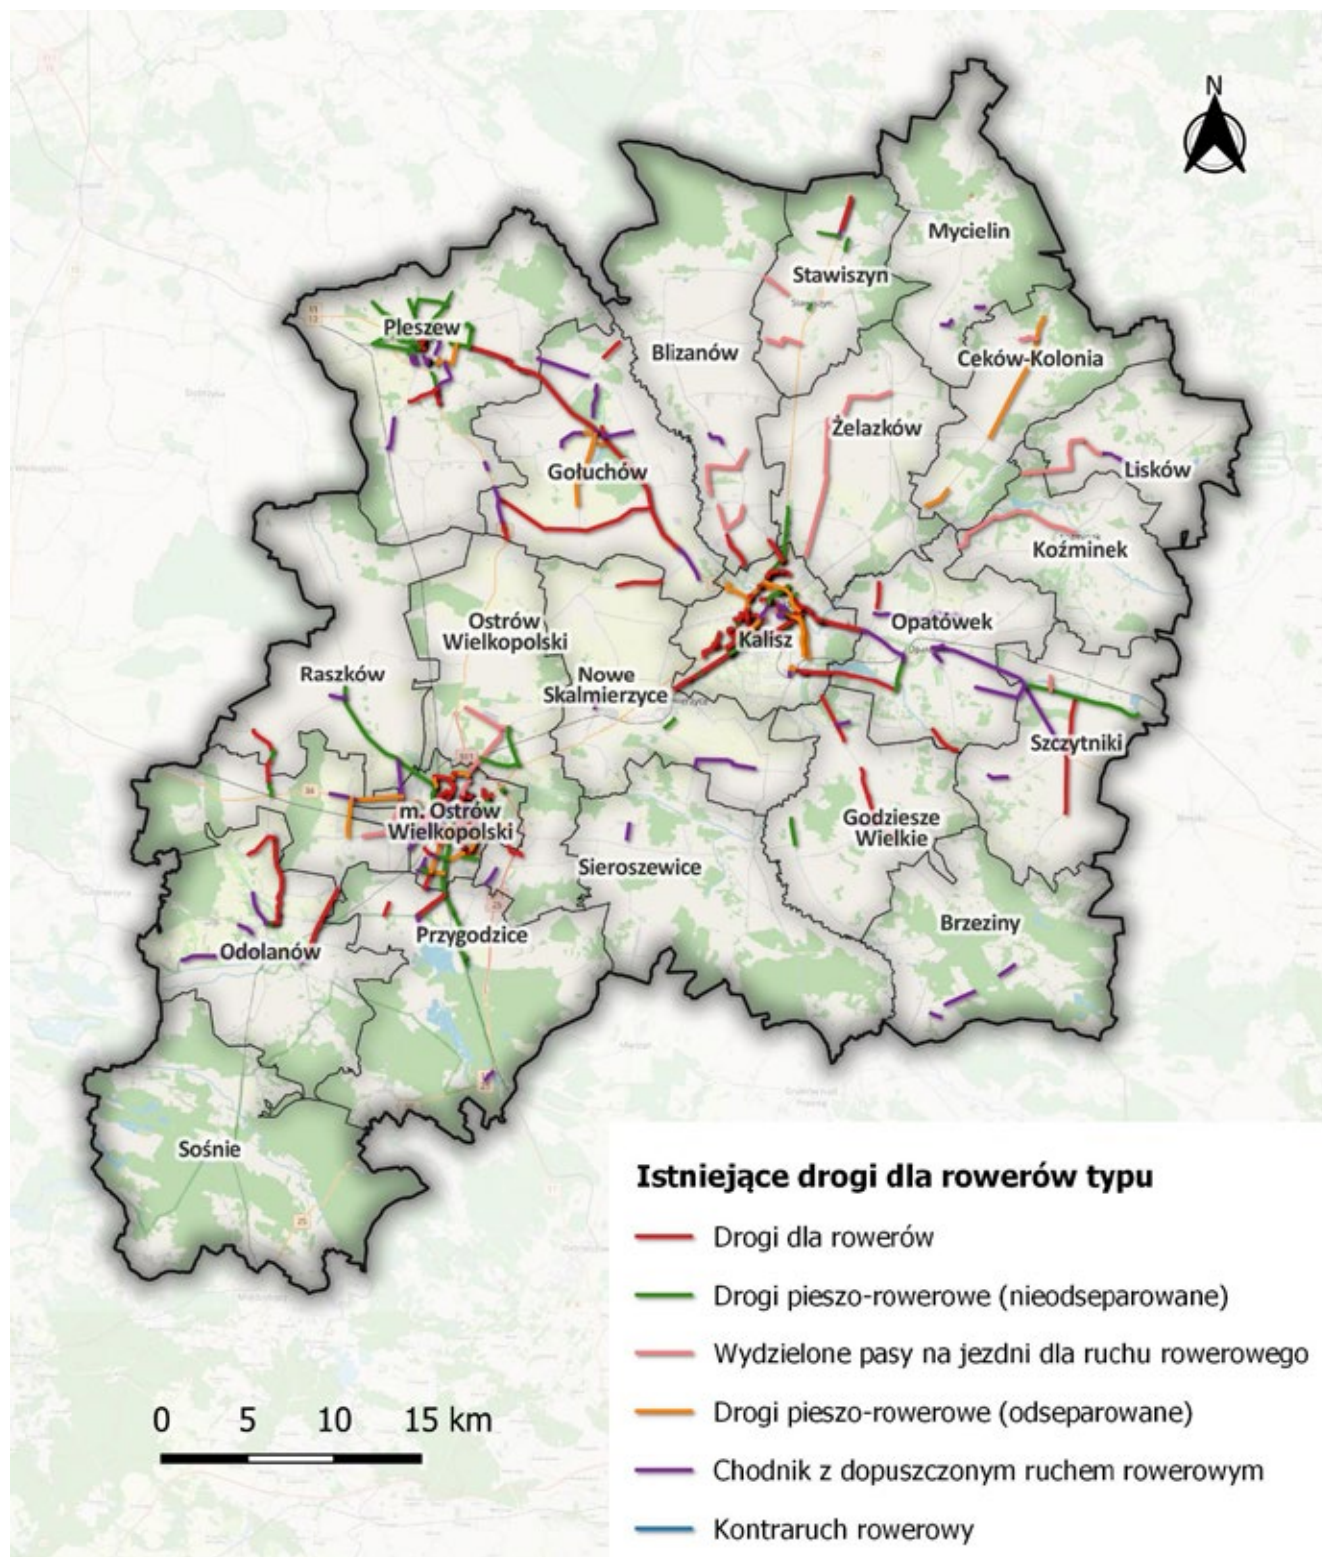 N
Mycielin
Stawiszyn
Pleszew
Blizanów
Ceków-Kolonia
Żelazków
Gołuchów
Lisków
Koźminek
Ostrów
Wielkopolski
Opatówek
Kalisz
Raszków
Nowe
Skalmierzyce
Szczytniki
m. Ostrów
Wielkopolski
Godziesze
Wielkie
Sieroszewice
Brzeziny
Przygodzice
Odolanów
Sośnie
25
Istniejące drogi dla rowerów typu
Drogi dla rowerów
Drogi pieszo-rowerowe (nieodseparowane)
Wydzielone pasy na jezdni dla ruchu rowerowego
Drogi pieszo-rowerowe (odseparowane)
Chodnik z dopuszczonym ruchem rowerowym
Kontraruch rowerowy
0 5 10 15 km